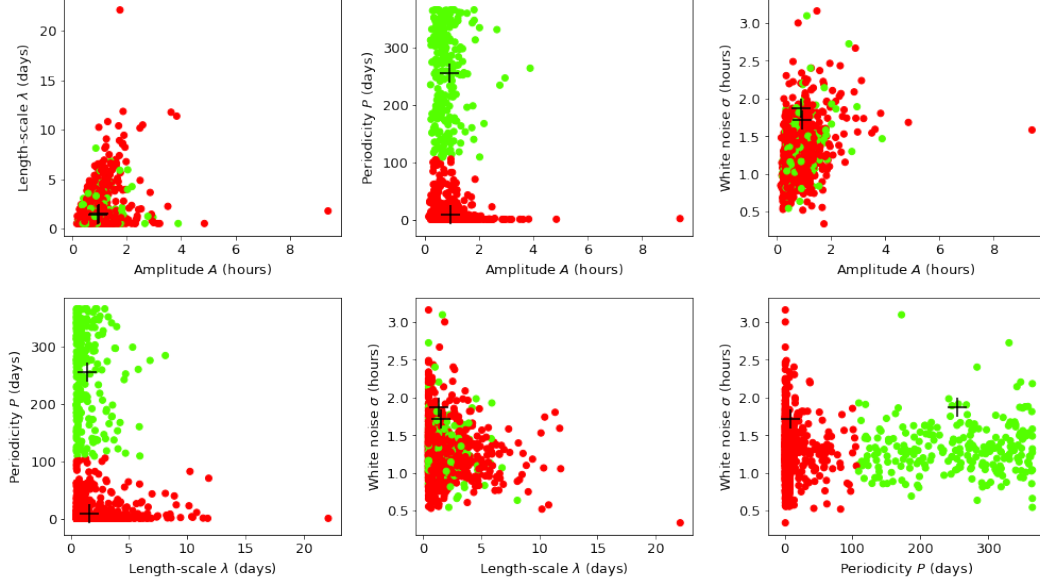 Length-scale λ (days)
20
15
10
5
0
0 2 4 6 8
Amplitude A (hours)
Periodicity P (days)
300
200
100
0
0 2 4 6 8
Amplitude A (hours)
White noise σ (hours)
3.0
2.5
2.0
1.5
1.0
0.5
0 2 4 6 8
Amplitude A (hours)
Periodicity P (days)
300
200
100
0
0 5 10 15 20
Length-scale λ (days)
White noise σ (hours)
3.0
2.5
2.0
1.5
1.0
0.5
0 5 10 15 20
Length-scale λ (days)
White noise σ (hours)
3.0
2.5
2.0
1.5
1.0
0.5
0 100 200 300
Periodicity P (days)